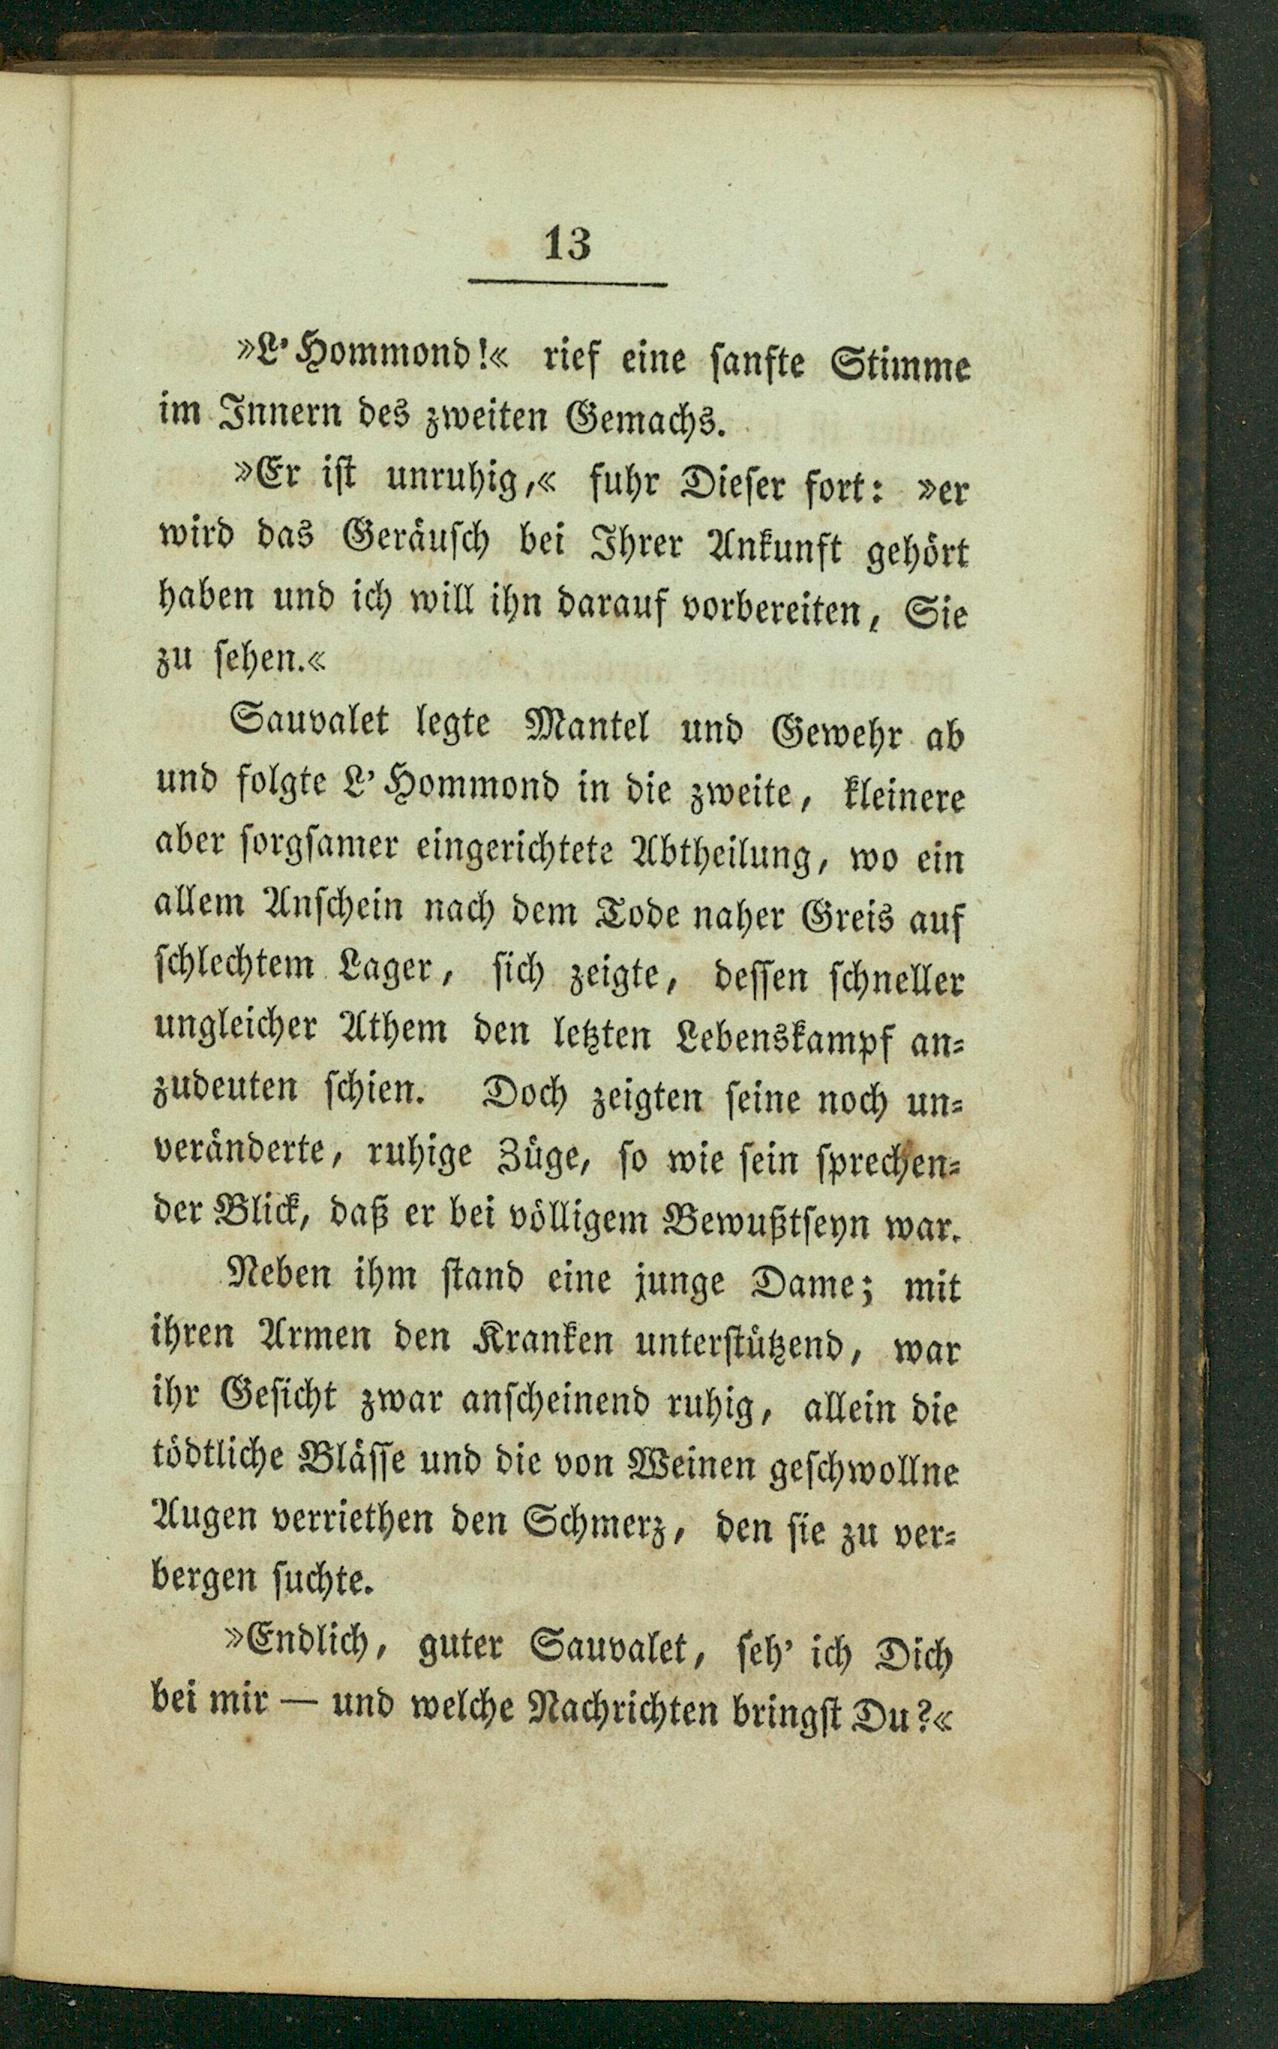 13
»L' Hommond!« rief eine sanfte Stimme
im Innern des zweiten Gemachs.
»Er ist unruhig,« fuhr Dieser fort: »er
wird das Geräusch bei Ihrer Ankunft gehört
haben und ich will ihn darauf vorbereiten, Sie
zu sehen.«
Sauvalet legte Mantel und Gewehr ab
und folgte L' Hommond in die zweite, kleinere
aber sorgsamer eingerichtete Abtheilung, wo ein
allem Anschein nach dem Tode naher Greis auf
schlechtem Lager, sich zeigte, dessen schneller
ungleicher Athem den letzten Lebenskampf an-
zudeuten schien. Doch zeigten seine noch un-
veränderte, ruhige Züge, so wie sein sprechen-
der Blick, daß er bei völligem Bewußtseyn war.
Neben ihm stand eine junge Dame; mit
ihren Armen den Kranken unterstützend, war
ihr Gesicht zwar anscheinend ruhig, allein die
tödtliche Blässe und die von Weinen geschwollne
Augen verriethen den Schmerz, den sie zu ver-
bergen suchte.
»Endlich, guter Sauvalet, seh' ich Dich
bei mir — und welche Nachrichten bringst Du?«